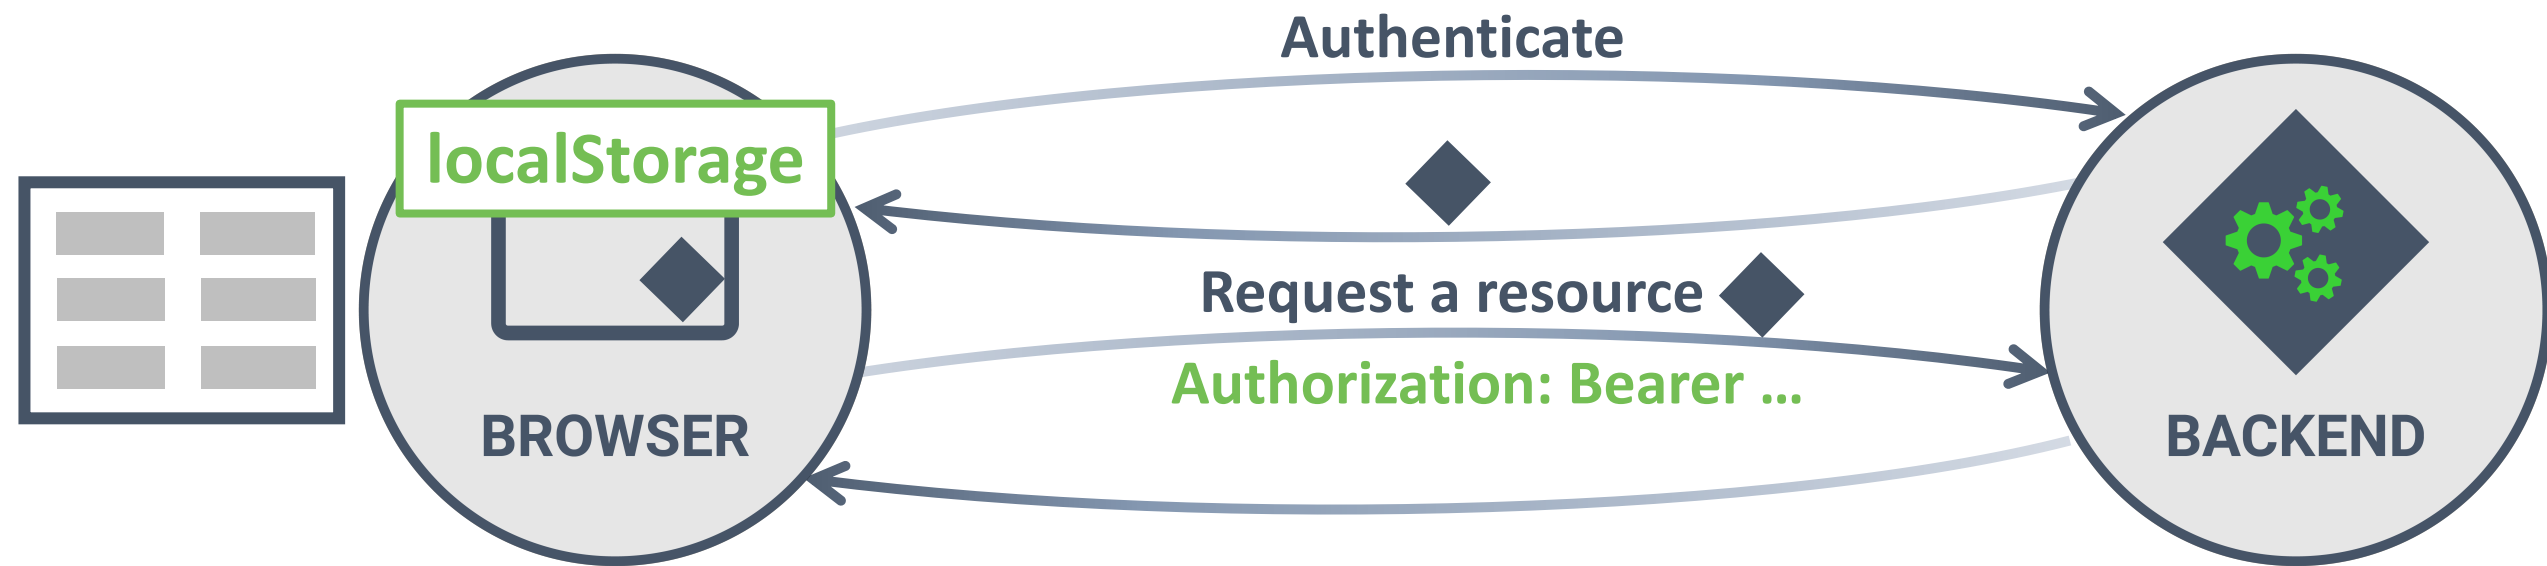 Authenticate
localStorage
Request a resource
Authorization: Bearer ...
BROWSER
BACKEND